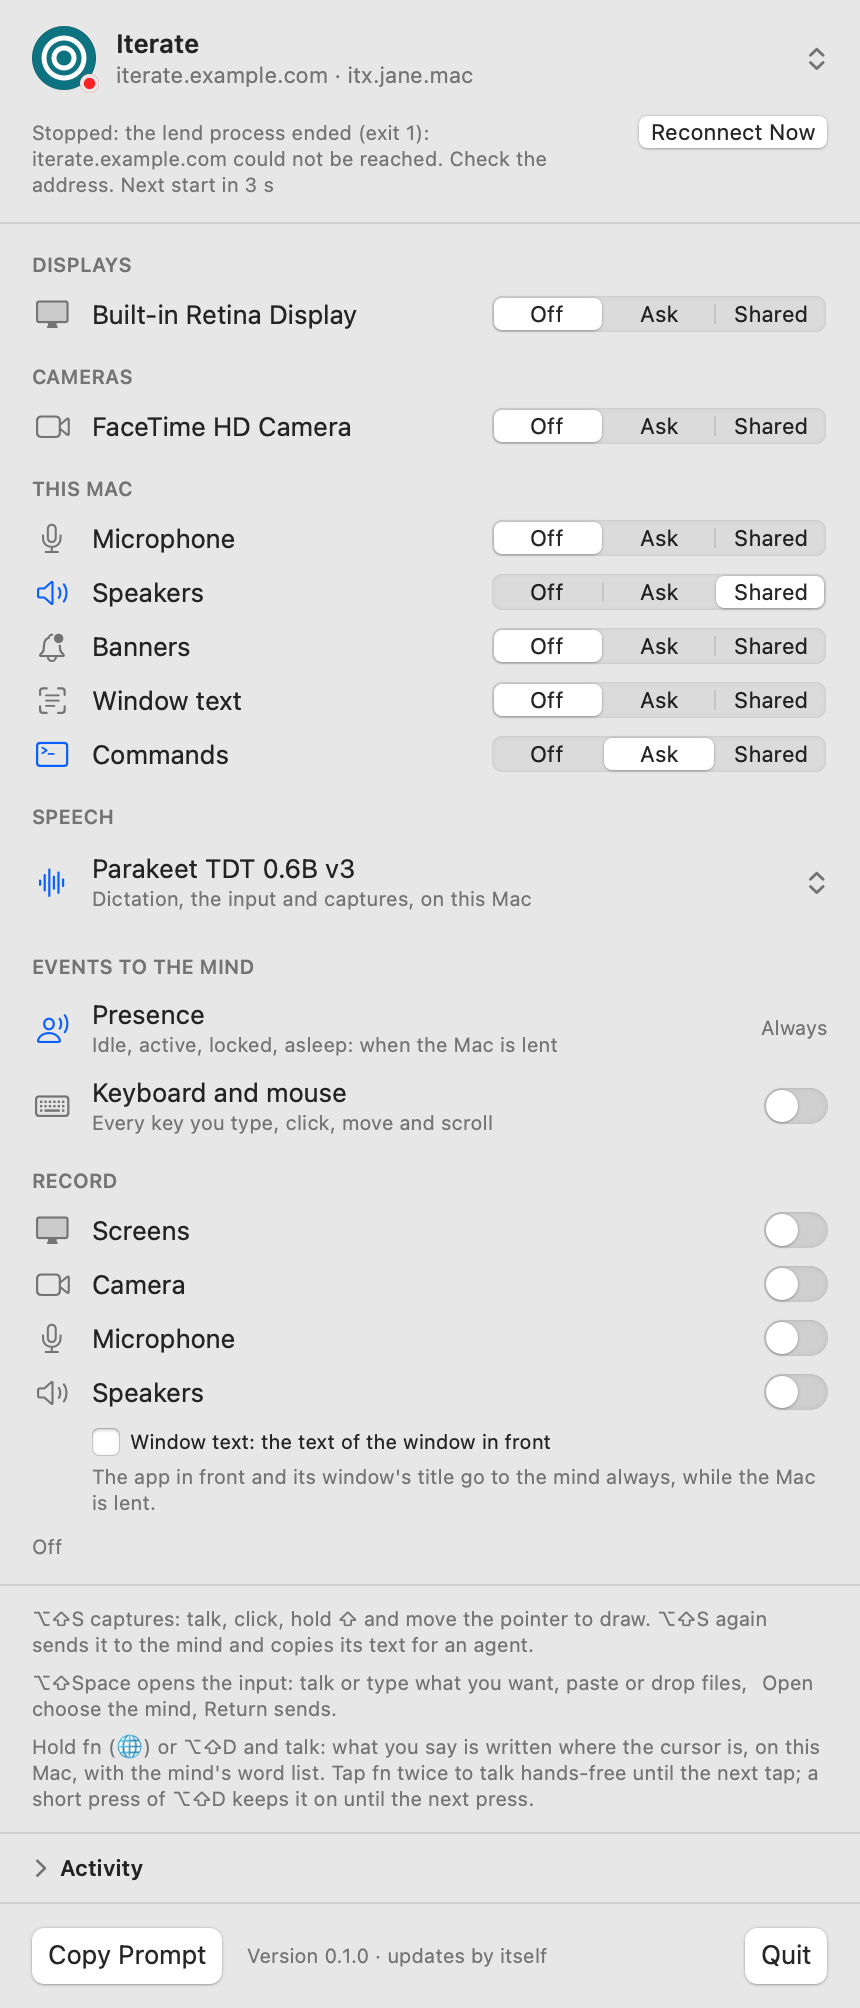 Iterate
iterate.example.com · itx.jane.mac
Stopped: the lend process ended (exit 1):
iterate.example.com could not be reached. Check the
address. Next start in 3 s
Reconnect Now
DISPLAYS
Built-in Retina Display Off Ask Shared
CAMERAS
FaceTime HD Camera Off Ask Shared
THIS MAC
Microphone Off Ask Shared
Speakers Off Ask Shared
Banners Off Ask Shared
Window text Off Ask Shared
Commands Off Ask Shared
SPEECH
Parakeet TDT 0.6B v3
Dictation, the input and captures, on this Mac
EVENTS TO THE MIND
Presence
Idle, active, locked, asleep: when the Mac is lent
Always
Keyboard and mouse
Every key you type, click, move and scroll
RECORD
Screens
Camera
Microphone
Speakers
Window text: the text of the window in front
The app in front and its window's title go to the mind always, while the Mac
is lent.
Off
⌥⇧S captures: talk, click, hold ⇧ and move the pointer to draw. ⌥⇧S again
sends it to the mind and copies its text for an agent.
⌥⇧Space opens the input: talk or type what you want, paste or drop files,
choose the mind, Return sends.
Open
Hold fn (🌐) or ⌥⇧D and talk: what you say is written where the cursor is, on this
Mac, with the mind's word list. Tap fn twice to talk hands-free until the next tap; a
short press of ⌥⇧D keeps it on until the next press.
Activity
Copy Prompt
Version 0.1.0 · updates by itself
Quit